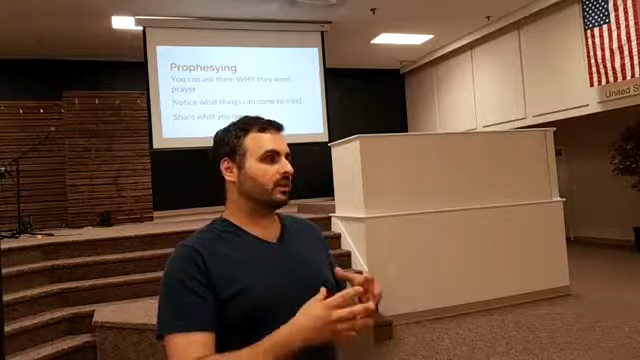 Prophesying
You can ask them WHY they want
prayer
Notice what things can come to mind
Share what you
United St